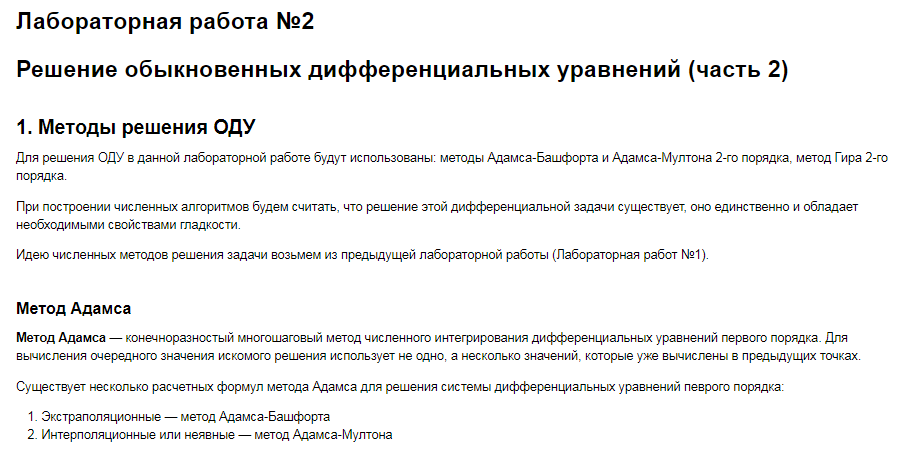 Лабораторная работа №2
Решение обыкновенных дифференциальных уравнений (часть 2)
1. Методы решения ОДУ
Для решения ОДУ в данной лабораторной работе будут использованы: методы Адамса-Башфорта и Адамса-Мултона 2-го порядка, метод Гира 2-го
порядка.
При построении численных алгоритмов будем считать, что решение этой дифференциальной задачи существует, оно единственно и обладает
необходимыми свойствами гладкости.
Идею численных методов решения задачи возьмем из предыдущей лабораторной работы (Лабораторная работ №1).
Метод Адамса
Метод Адамса — конечноразностый многошаговый метод численного интегрирования дифференциальных уравнений первого порядка. Для
вычисления очередного значения искомого решения использует не одно, а несколько значений, которые уже вычислены в предыдущих точках.
Существует несколько расчетных формул метода Адамса для решения системы дифференциальных уравнений певрого порядка:
1. Экстраполяционные — метод Адамса-Башфорта
2. Интерполяционные или неявные — метод Адамса-Мултона